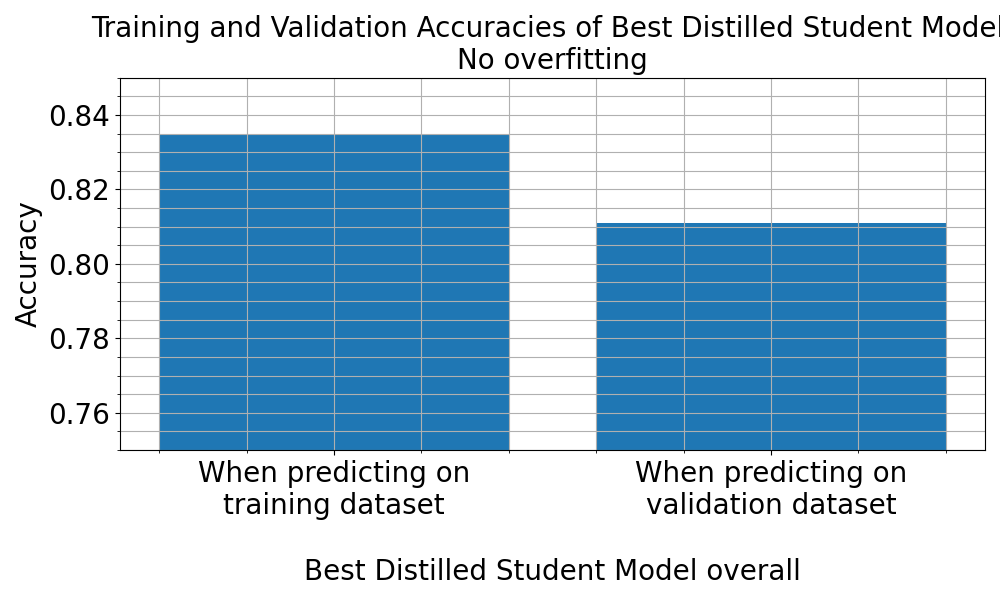 Training and Validation Accuracies of Best Distilled Student Model
No overfitting
0.84
0.82
0.80
0.78
0.76
Accuracy
When predicting on
training dataset
When predicting on
validation dataset
Best Distilled Student Model overall